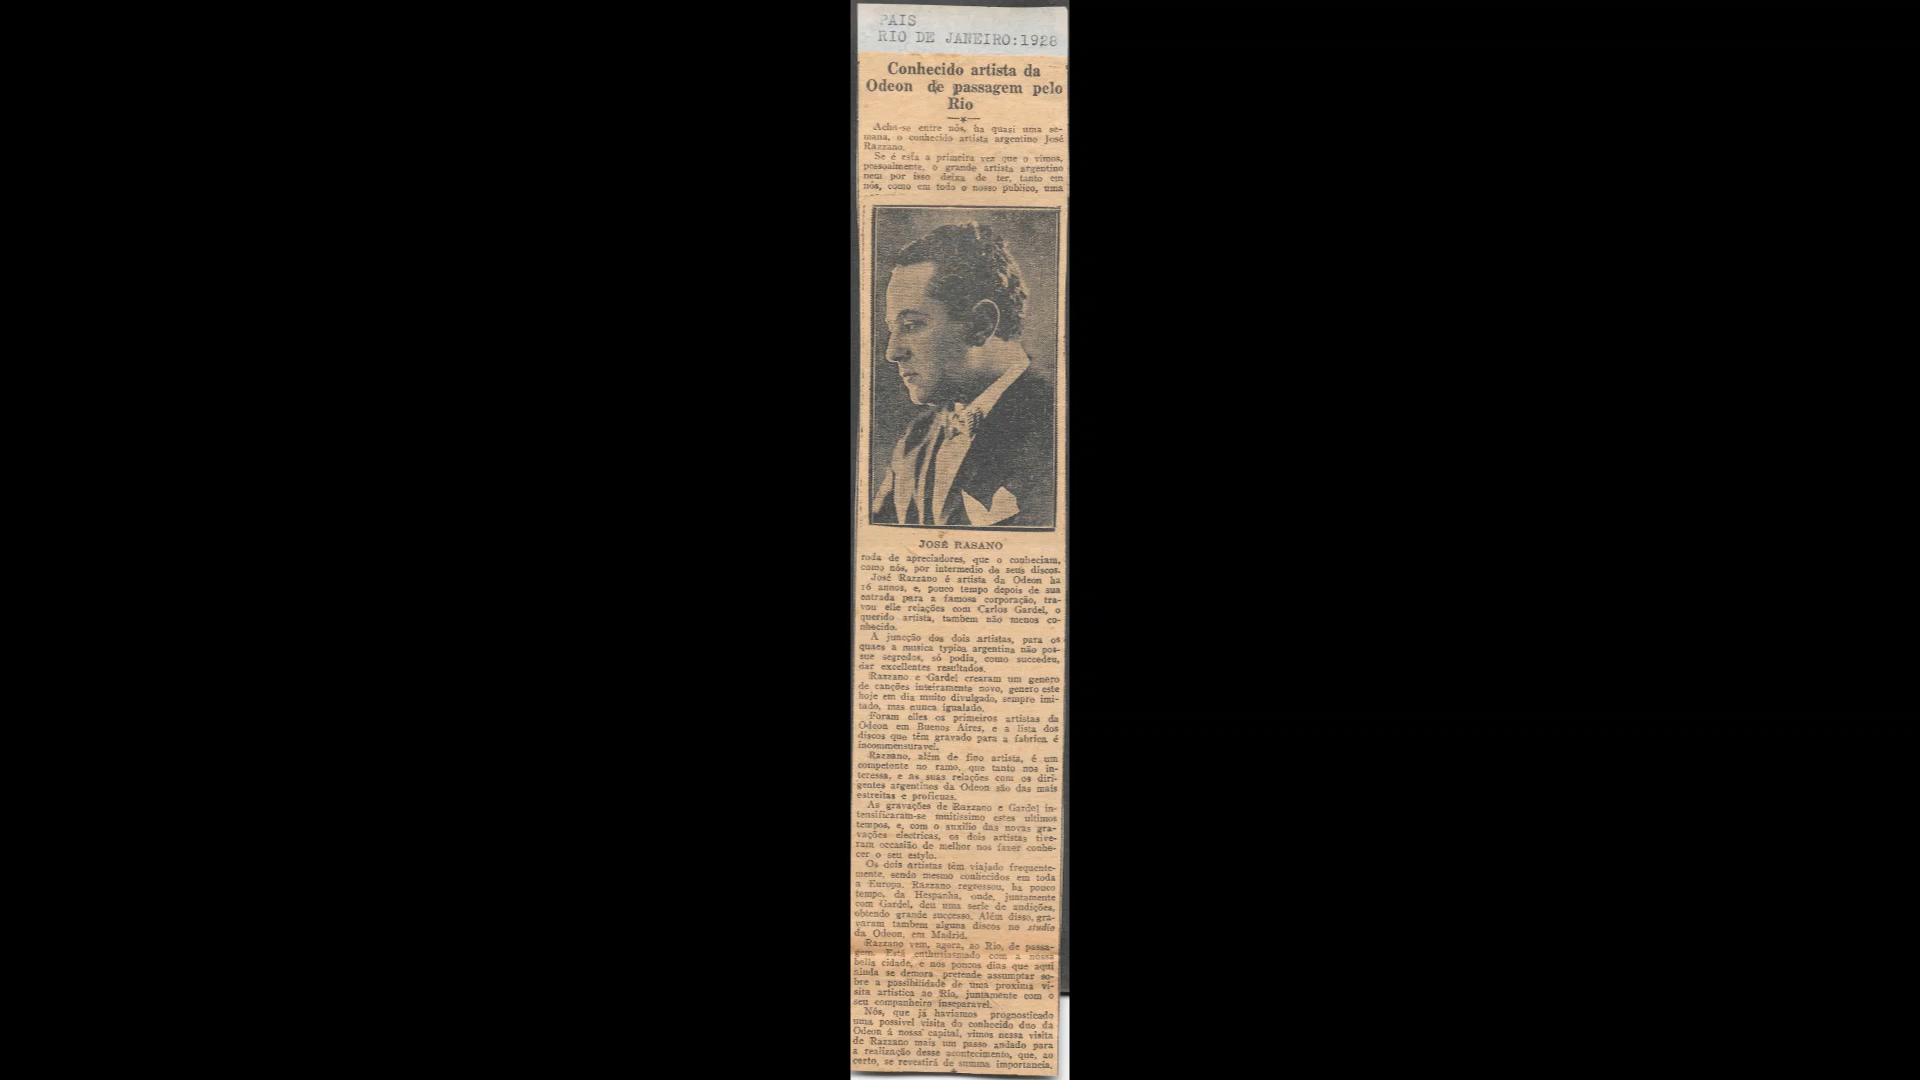 PAIS
RIO DE JANEIRO:1928
Conhecido artista da
Odeon de passagem pelo
Rio
Acha-se entre nós, ha quasi uma se-
mana, o conhecido artista argentino José
Razzano.
Se é esta a primeira vez que o vimos,
pessoalmente, o grande artista argentino
nem por isso deixa de ter, tanto em
nós, como em todo o nosso publico, uma
JOSÉ RASANO
roda de apreciadores, que o conheciam,
como nós, por intermedio de seus discos.
José Razzano é artista da Odeon ha
16 annos, e, pouco tempo depois de sua
entrada para a famosa corporação, tra-
vou elle relações com Carlos Gardel, o
querido artista, tambem não menos co-
nhecido.
A juncção dos dois artistas, para os
quaes a musica typica argentina não pos-
sue segredos, só podia, como succedeu,
dar excellentes resultados.
Razzano e Gardel crearam um genero
de canções inteiramente novo, genero este
hoje em dia muito divulgado, sempre imi-
tado, mas nunca igualado.
Foram elles os primeiros artistas da
Odeon em Buenos Aires, e a lista dos
discos que têm gravado para a fabrica é
incommensuravel.
Razzano, além de fino artista, é um
competente no ramo, que tanto nos in-
teressa, e as suas relações com os diri-
gentes argentinos da Odeon são das mais
estreitas e proficuas.
As gravações de Razzano e Gardel in-
tensificaram-se muitissimo estes ultimos
tempos, e, com o auxilio das novas gra-
vações electricas, os dois artistas tive-
ram occasião de melhor nos fazer conhe-
cer o seu estylo.
Os dois artistas têm viajado frequente-
mente, sendo mesmo conhecidos em toda
a Europa. Razzano regressou, ha pouco
tempo, da Hespanha, onde, juntamente
com Gardel, deu uma serie de audições,
obtendo grande successo. Além disso, gra-
varam tambem alguns discos no studio
da Odeon, em Madrid.
Razzano vem, agora, ao Rio, de passa-
gem. Está enthusiasmado com a nossa
bella cidade, e nos poucos dias que aqui
ainda se demora pretende assumptar so-
bre a possibilidade de uma proxima vi-
sita artistica ao Rio, juntamente com o
seu companheiro inseparavel.
Nós, que já haviamos prognosticado
uma possivel visita do conhecido duo da
Odeon á nossa capital, vimos nessa visita
de Razzano mais um passo andado para
a realização desse acontecimento, que, ao
certo, se revestirá de summa importancia.